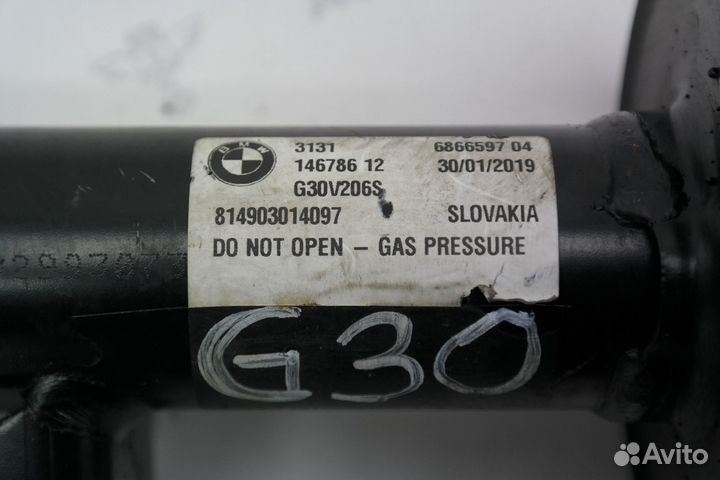 BMW
3131 6866597 04
146786 12 30/01/2019
G30V206S
814903014097 SLOVAKIA
DO NOT OPEN – GAS PRESSURE
G30
Avito